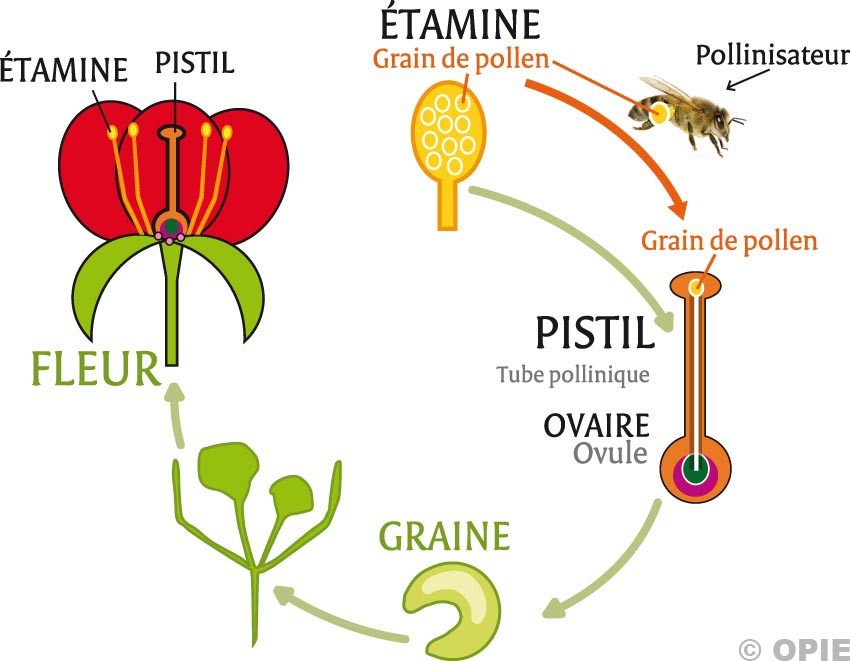 ÉTAMINE
PISTIL
ÉTAMINE
Grain de pollen
Pollinisateur
Grain de pollen
PISTIL
Tube pollinique
OVAIRE
Ovule
FLEUR
GRAINE
© OPIE